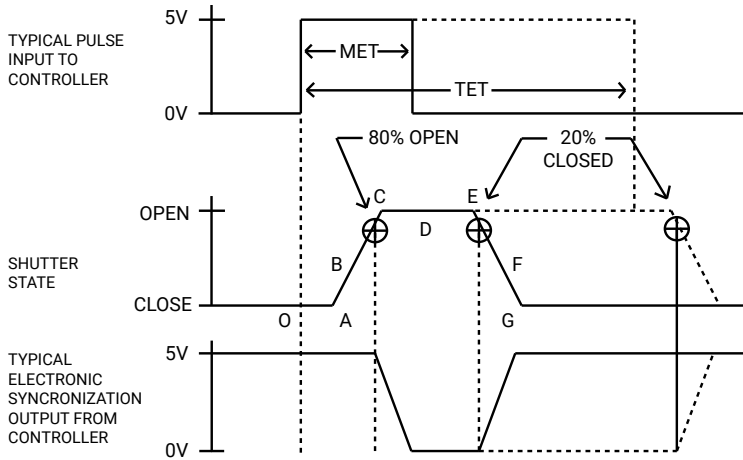 5V
TYPICAL PULSE
INPUT TO
CONTROLLER
MET
TET
0V
80% OPEN
20%
CLOSED
C
E
OPEN
D
B
F
SHUTTER
STATE
CLOSE
O
A
G
5V
TYPICAL
ELECTRONIC
SYNCRONIZATION
OUTPUT FROM
CONTROLLER
0V